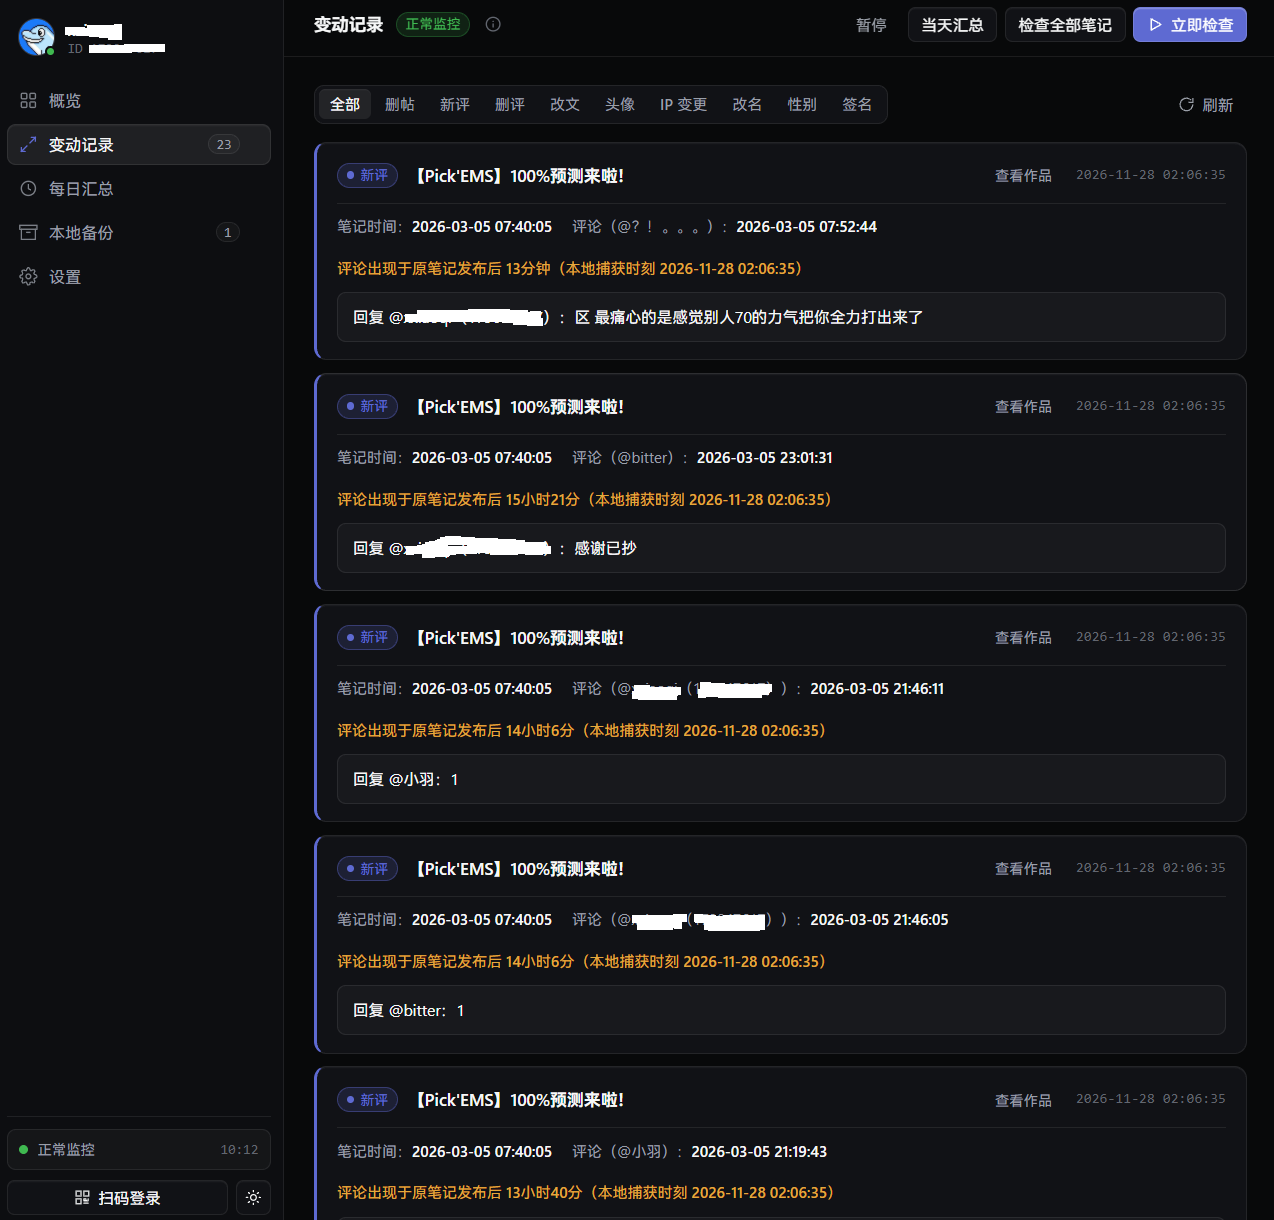 ID
概览
变动记录 23
每日汇总
本地备份 1
设置
正常监控 10:12
扫码登录
变动记录 正常监控 暂停 当天汇总 检查全部笔记 立即检查
全部 删帖 新评 删评 改文 头像 IP 变更 改名 性别 签名 刷新
新评 【Pick'EMS】100%预测来啦! 查看作品 2026-11-28 02:06:35
笔记时间：2026-03-05 07:40:05 评论（@？！。。。）：2026-03-05 07:52:44
评论出现于原笔记发布后 13分钟（本地捕获时刻 2026-11-28 02:06:35）
回复 @ ）：区 最痛心的是感觉别人70的力气把你全力打出来了
新评 【Pick'EMS】100%预测来啦! 查看作品 2026-11-28 02:06:35
笔记时间：2026-03-05 07:40:05 评论（@bitter）：2026-03-05 23:01:31
评论出现于原笔记发布后 15小时21分（本地捕获时刻 2026-11-28 02:06:35）
回复 @ ：感谢已抄
新评 【Pick'EMS】100%预测来啦! 查看作品 2026-11-28 02:06:35
笔记时间：2026-03-05 07:40:05 评论（@ （ ）：2026-03-05 21:46:11
评论出现于原笔记发布后 14小时6分（本地捕获时刻 2026-11-28 02:06:35）
回复 @小羽：1
新评 【Pick'EMS】100%预测来啦! 查看作品 2026-11-28 02:06:35
笔记时间：2026-03-05 07:40:05 评论（@ （ ））：2026-03-05 21:46:05
评论出现于原笔记发布后 14小时6分（本地捕获时刻 2026-11-28 02:06:35）
回复 @bitter：1
新评 【Pick'EMS】100%预测来啦! 查看作品 2026-11-28 02:06:35
笔记时间：2026-03-05 07:40:05 评论（@小羽）：2026-03-05 21:19:43
评论出现于原笔记发布后 13小时40分（本地捕获时刻 2026-11-28 02:06:35）